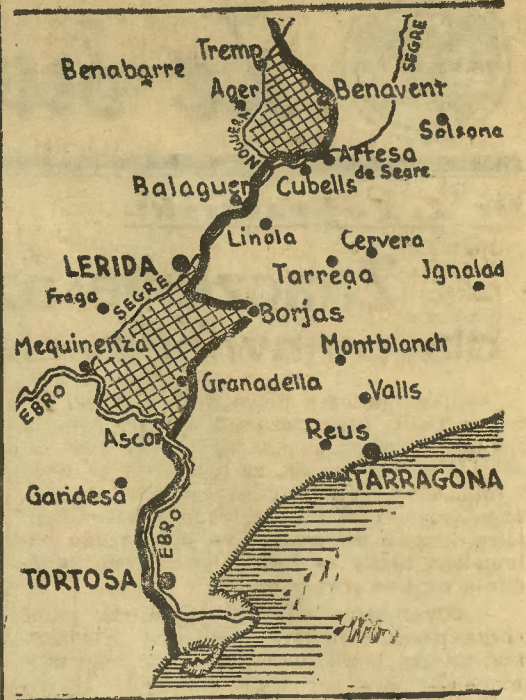 SEGRE
Tremp
Benabarre
Ager
Benavent
NOGUERA
Solsona
Artesa
de Segre
Balaguer
Cubells
Linola
Cervera
LERIDA
Tarrega
Jgnalad
Fraga
SEGRE
Borjas
Mequinenza
Montblanch
Granadella
Valls
EBRO
Asco
Reus
TARRAGONA
Gandesa
EBRO
TORTOSA